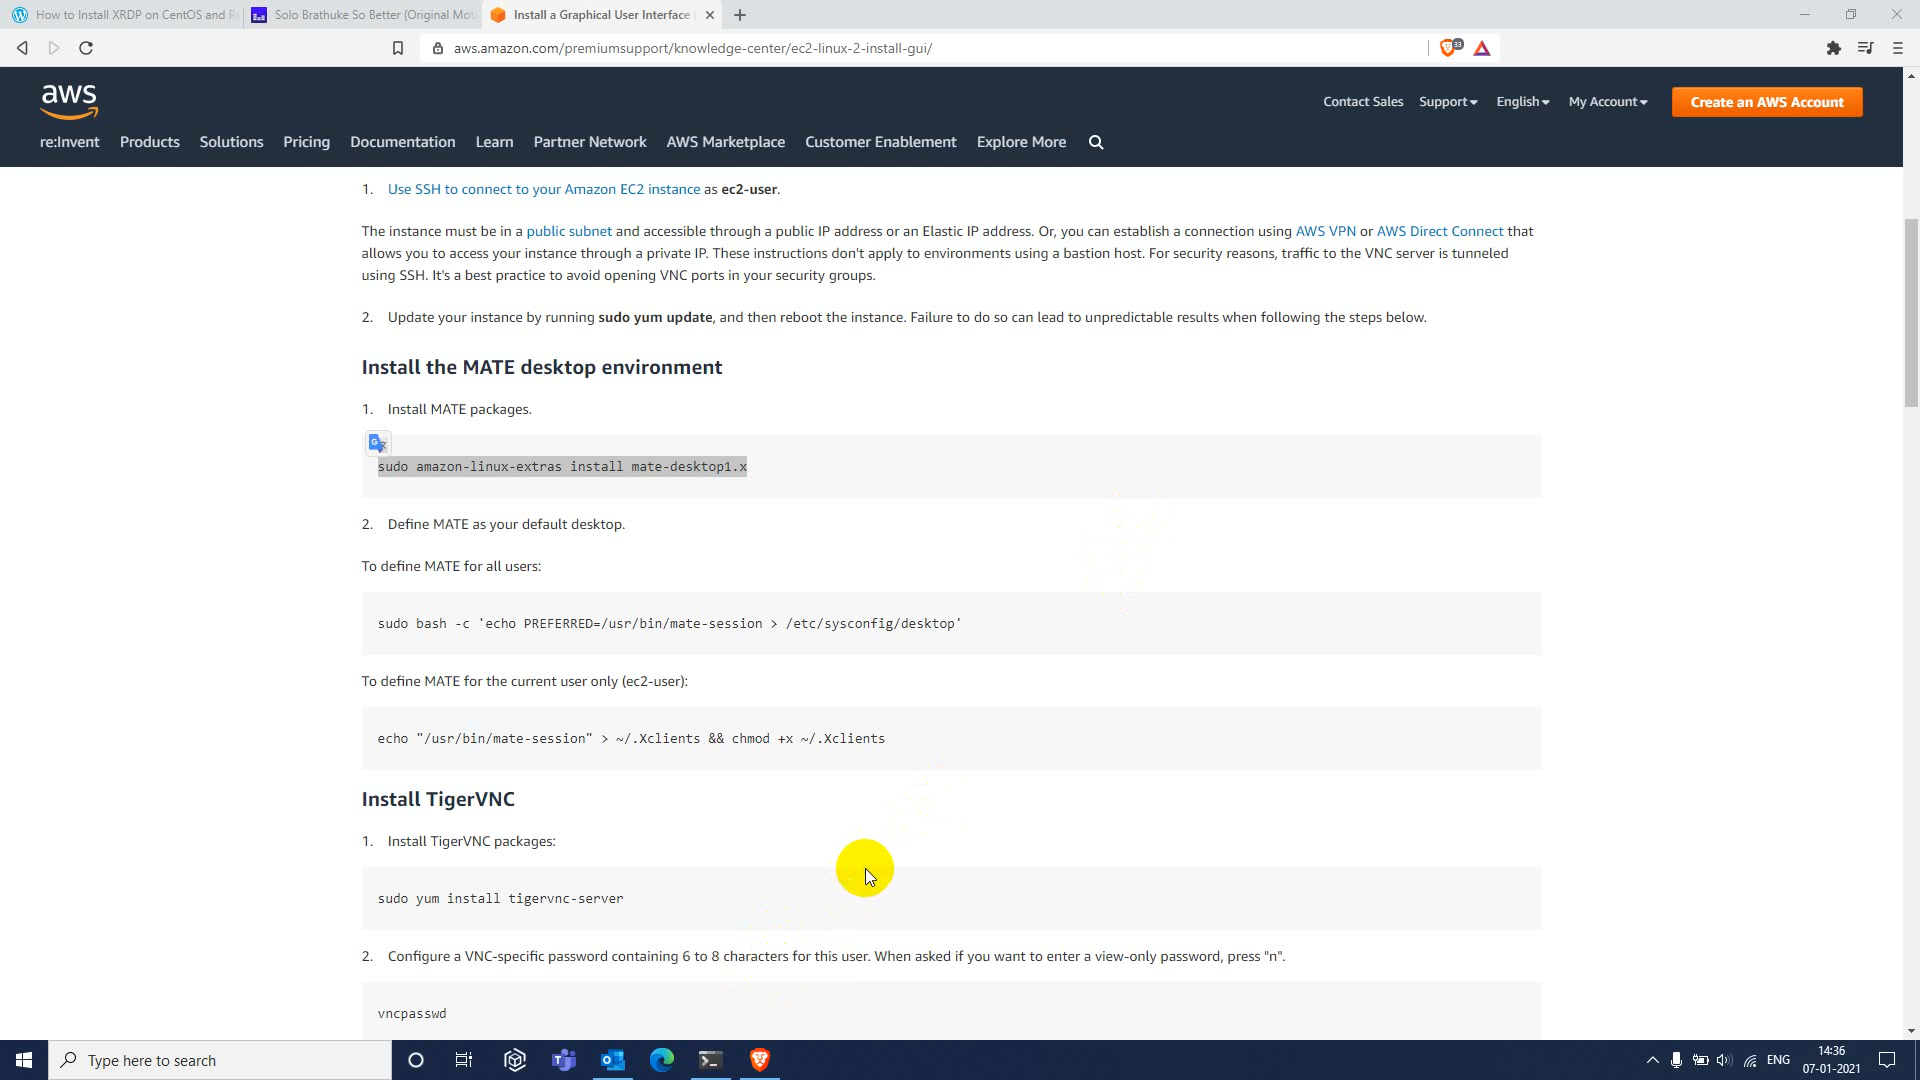 How to Install XRDP on CentOS and R
Solo Brathuke So Better (Original Mot
Install a Graphical User Interface
aws.amazon.com/premiumsupport/knowledge-center/ec2-linux-2-install-gui/
33
aws
Contact Sales Support English My Account Create an AWS Account
re:Invent Products Solutions Pricing Documentation Learn Partner Network AWS Marketplace Customer Enablement Explore More
1. Use SSH to connect to your Amazon EC2 instance as ec2-user.
The instance must be in a public subnet and accessible through a public IP address or an Elastic IP address. Or, you can establish a connection using AWS VPN or AWS Direct Connect that
allows you to access your instance through a private IP. These instructions don't apply to environments using a bastion host. For security reasons, traffic to the VNC server is tunneled
using SSH. It's a best practice to avoid opening VNC ports in your security groups.
2. Update your instance by running sudo yum update, and then reboot the instance. Failure to do so can lead to unpredictable results when following the steps below.
Install the MATE desktop environment
1. Install MATE packages.
sudo amazon-linux-extras install mate-desktop1.x
2. Define MATE as your default desktop.
To define MATE for all users:
sudo bash -c 'echo PREFERRED=/usr/bin/mate-session > /etc/sysconfig/desktop'
To define MATE for the current user only (ec2-user):
echo "/usr/bin/mate-session" > ~/.Xclients && chmod +x ~/.Xclients
Install TigerVNC
1. Install TigerVNC packages:
sudo yum install tigervnc-server
2. Configure a VNC-specific password containing 6 to 8 characters for this user. When asked if you want to enter a view-only password, press "n".
vncpasswd
Type here to search
ENG
14:36
07-01-2021